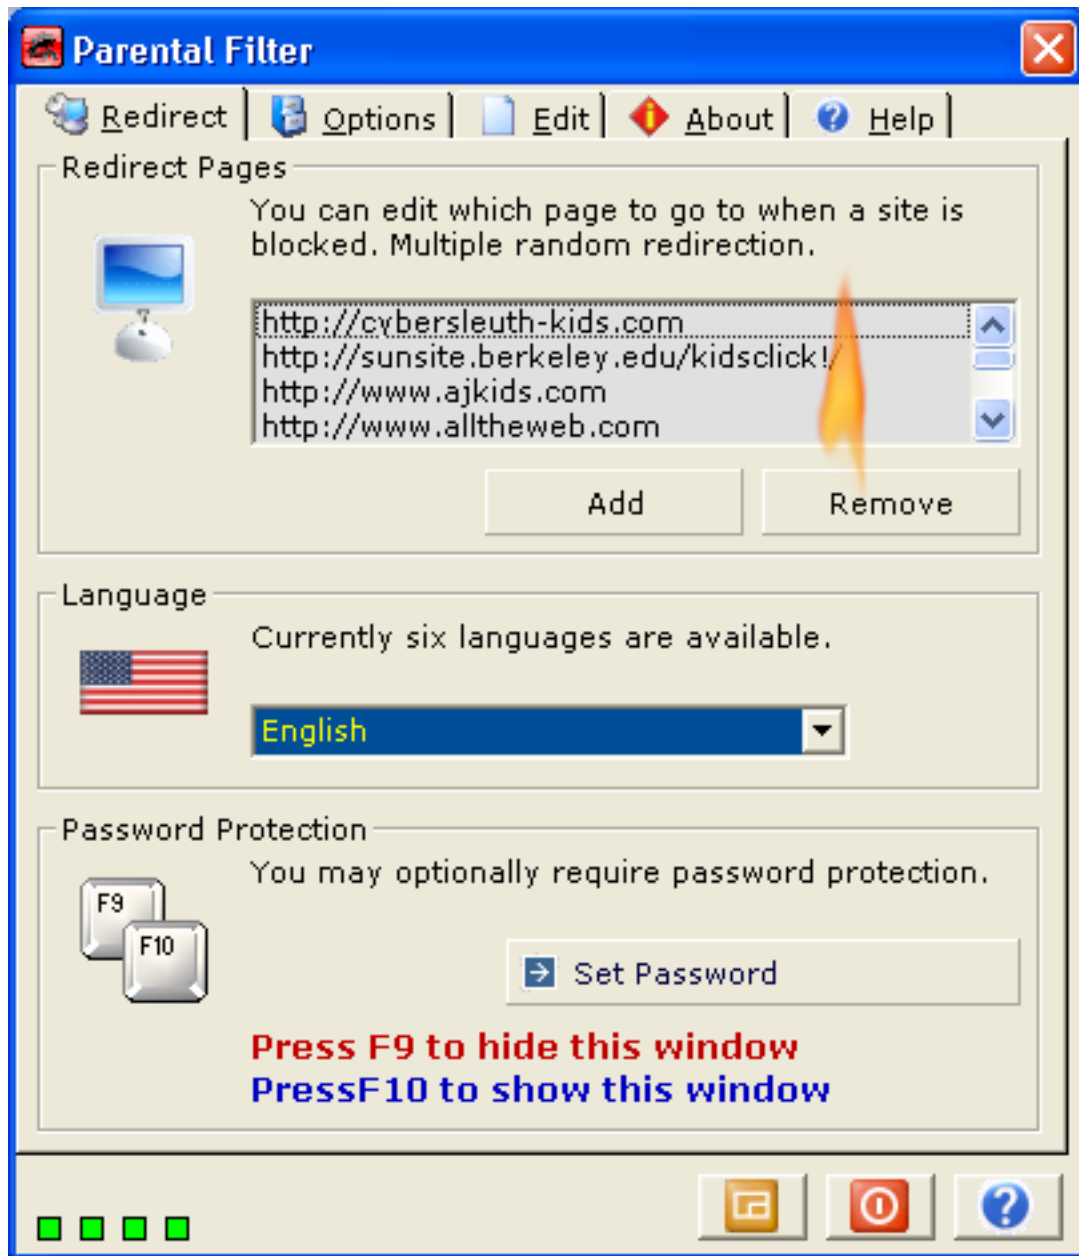 Parental Filter
Redirect
Options
Edit
About
Help
Redirect Pages
You can edit which page to go to when a site is
blocked. Multiple random redirection.
http://cybersleuth-kids.com
http://sunsite.berkeley.edu/kidsclick!/
http://www.ajkids.com
http://www.alltheweb.com
Add
Remove
Language
Currently six languages are available.
English
Password Protection
You may optionally require password protection.
F9
F10
Set Password
Press F9 to hide this window
PressF10 to show this window